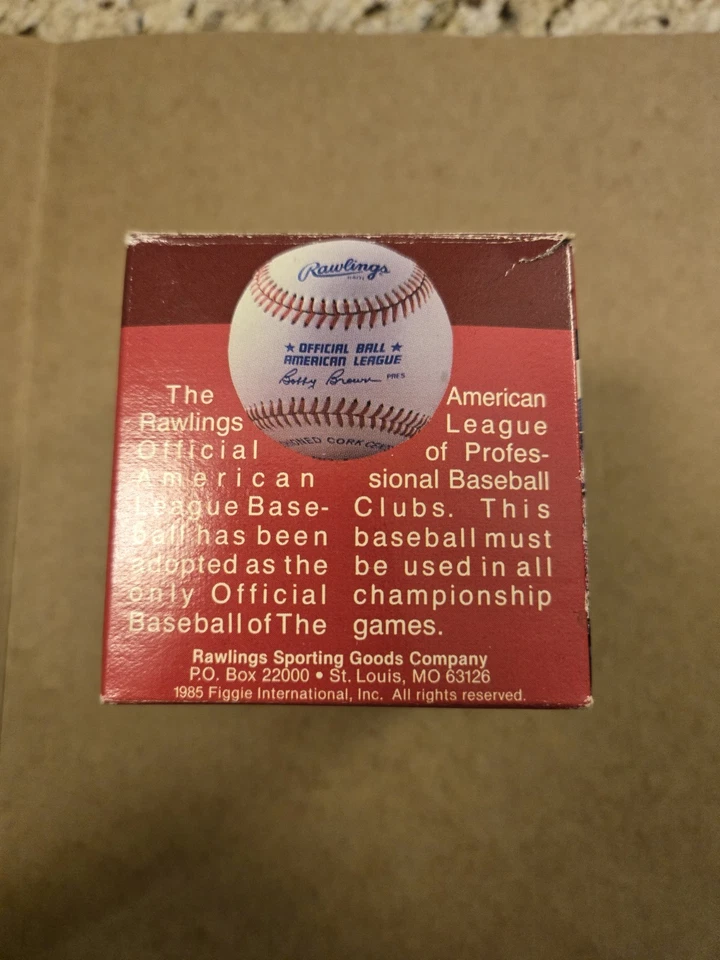 Rawlings
★ OFFICIAL BALL ★
AMERICAN LEAGUE
Bobby Brown PRES
The
Rawlings
Official
American
League Base-
ball has been
adopted as the
only Official
Baseball of The
American
League
of Profes-
sional Baseball
Clubs. This
baseball must
be used in all
championship
games.
Rawlings Sporting Goods Company
P.O. Box 22000 • St. Louis, MO 63126
1985 Figgie International, Inc. All rights reserved.